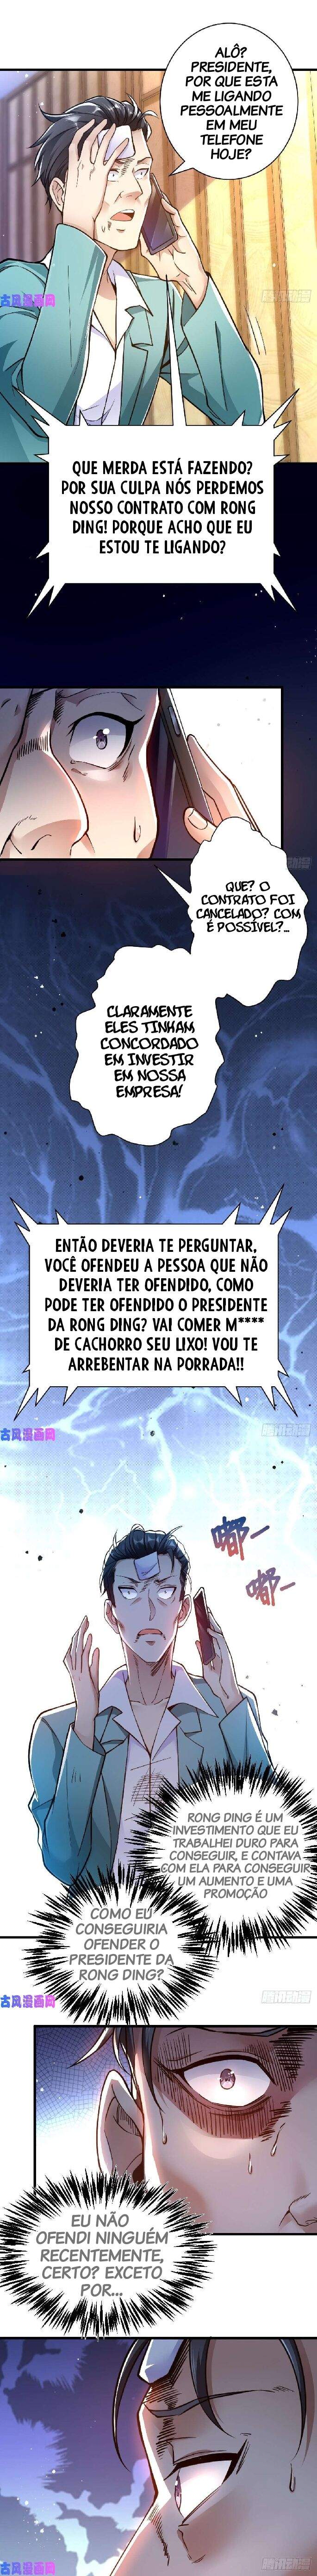 ALÔ?
PRESIDENTE,
POR QUE ESTA
ME LIGANDO
PESSOALMENTE
EM MEU
TELEFONE
HOJE?
古风漫画网
QUE MERDA ESTÁ FAZENDO?
POR SUA CULPA NÓS PERDEMOS
NOSSO CONTRATO COM RONG
DING! PORQUE ACHO QUE EU
ESTOU TE LIGANDO?
古风漫画网
QUE? O
CONTRATO FOI
CANCELADO? COM
É POSSÍVEL?...
CLARAMENTE
ELES TINHAM
CONCORDADO
EM INVESTIR
EM NOSSA
EMPRESA!
ENTÃO DEVERIA TE PERGUNTAR,
VOCÊ OFENDEU A PESSOA QUE NÃO
DEVERIA TER OFENDIDO, COMO
PODE TER OFENDIDO O PRESIDENTE
DA RONG DING? VAI COMER M****
DE CACHORRO SEU LIXO! VOU TE
ARREBENTAR NA PORRADA!!
古风漫画网
嘟-
嘟-
RONG DING É UM
INVESTIMENTO QUE EU
TRABALHEI DURO PARA
CONSEGUIR, E CONTAVA
COM ELA PARA CONSEGUIR
UM AUMENTO E UMA
PROMOÇÃO
COMO EU
CONSEGUIRIA
OFENDER O
PRESIDENTE DA
RONG DING?
古风漫画网
EU NÃO
OFENDI NINGUÉM
RECENTEMENTE,
CERTO? EXCETO
POR...
古风漫画网